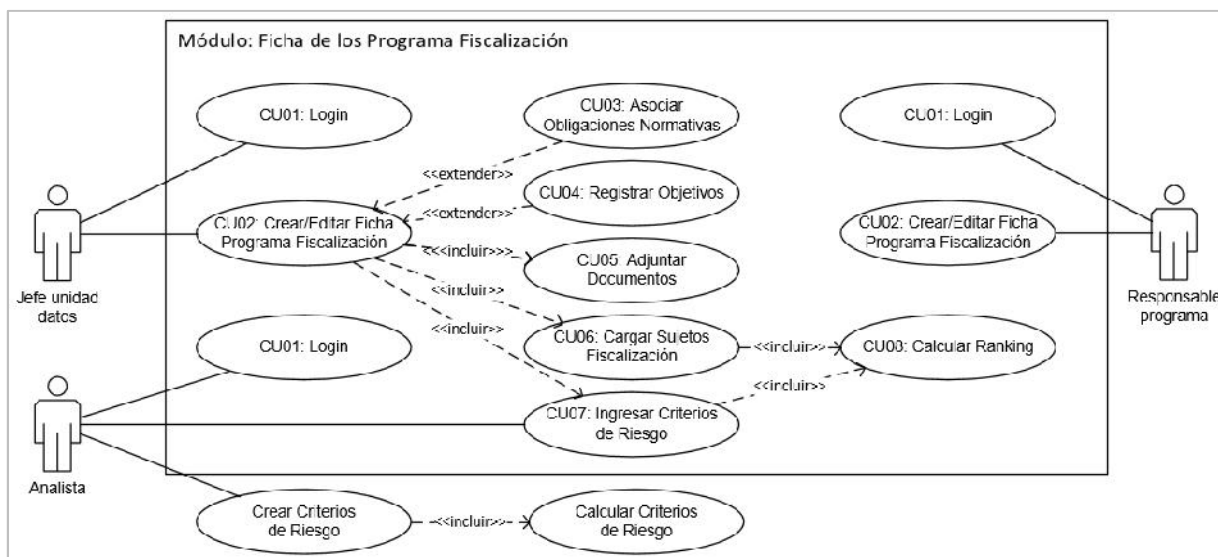 Módulo: Ficha de los Programa Fiscalización
CU01: Login
CU03: Asociar
Obligaciones Normativas
CU01: Login
<<extender>>
CU04: Registrar Objetivos
<<extender>>
CU02: Crear/Editar Ficha
Programa Fiscalización
CU02: Crear/Editar Ficha
Programa Fiscalización
<<incluir>>
CU05: Adjuntar
Documentos
Jefe unidad
datos
Responsable
programa
<<incluir>>
<<incluir>>
CU01: Login
CU06: Cargar Sujetos
Fiscalización
<<incluir>>
CU08: Calcular Ranking
<<incluir>>
CU07: Ingresar Criterios
de Riesgo
Analista
Crear Criterios
de Riesgo
<<incluir>>
Calcular Criterios
de Riesgo